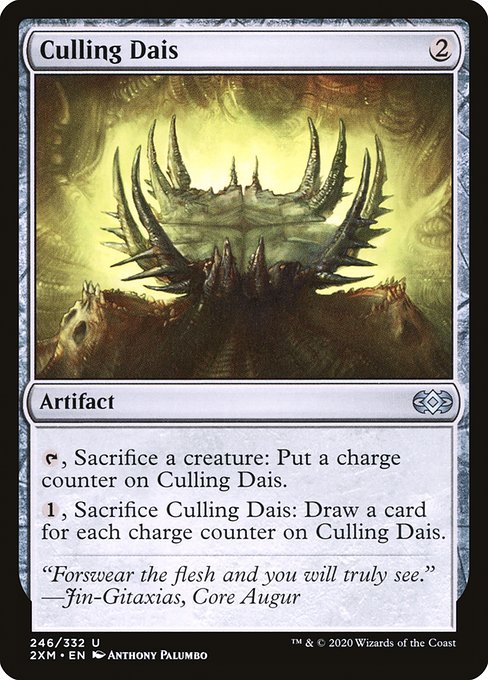 Culling Dais 2
Artifact
, Sacrifice a creature: Put a charge
counter on Culling Dais.
1, Sacrifice Culling Dais: Draw a card
for each charge counter on Culling Dais.
“Forswear the flesh and you will truly see.”
—Jin-Gitaxias, Core Augur
246/332 U ™ & © 2020 Wizards of the Coast
2XM • EN Anthony Palumbo